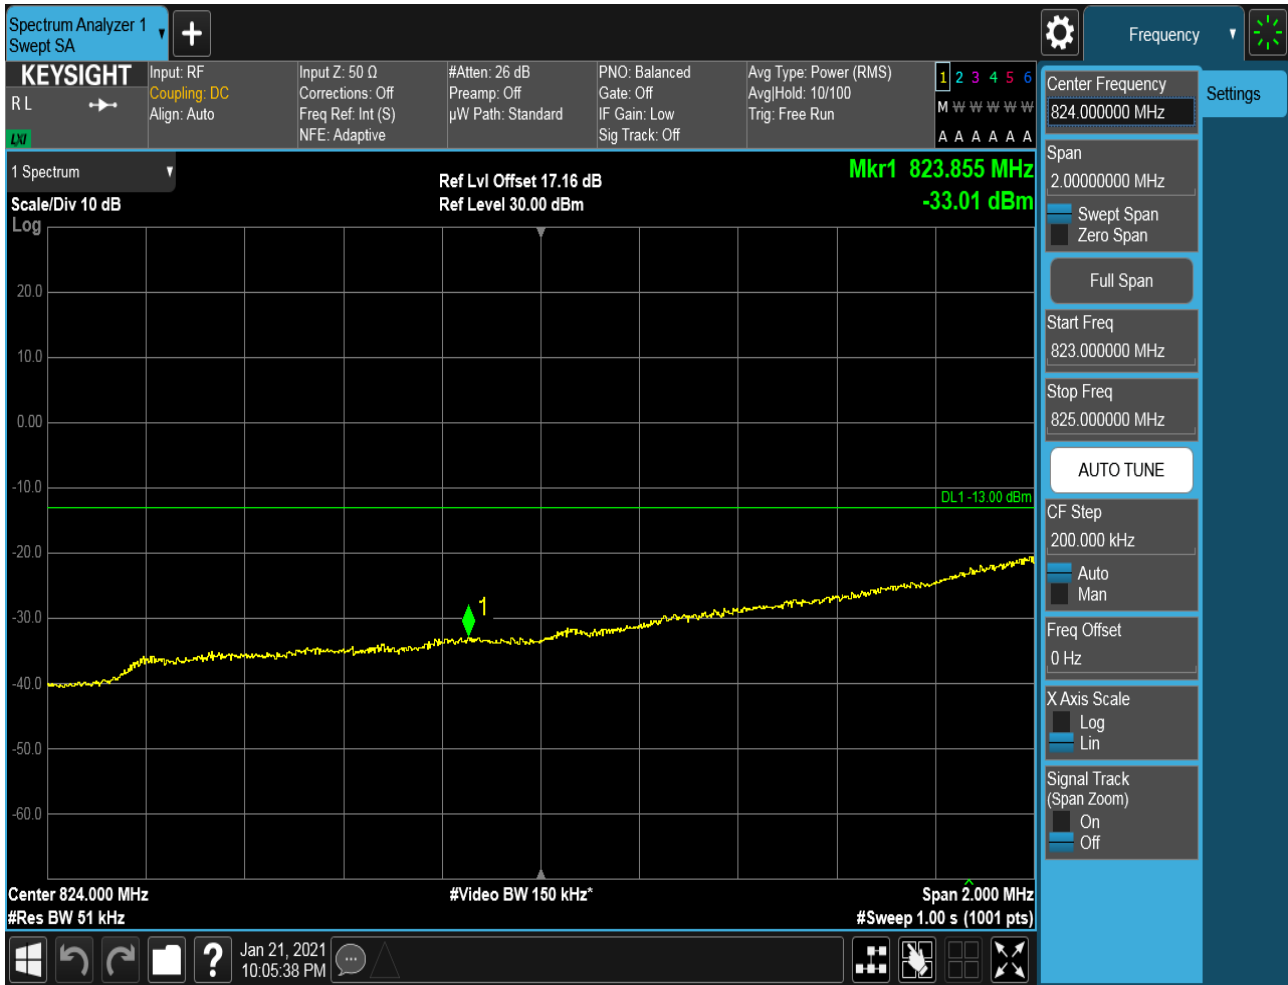 Spectrum Analyzer 1
Swept SA
Frequency
KEYSIGHT
R L
LXI
Input: RF
Coupling: DC
Align: Auto
Input Z: 50 Ω
Corrections: Off
Freq Ref: Int (S)
NFE: Adaptive
#Atten: 26 dB
Preamp: Off
µW Path: Standard
PNO: Balanced
Gate: Off
IF Gain: Low
Sig Track: Off
Avg Type: Power (RMS)
Avg|Hold: 10/100
Trig: Free Run
1 2 3 4 5 6
M W W W W W
A A A A A A
1 Spectrum
Scale/Div 10 dB
Log
Ref Lvl Offset 17.16 dB
Ref Level 30.00 dBm
Mkr1 823.855 MHz
-33.01 dBm
20.0
10.0
0.00
-10.0
DL1 -13.00 dBm
-20.0
1
-30.0
-40.0
-50.0
-60.0
Center 824.000 MHz
#Video BW 150 kHz*
Span 2.000 MHz
#Res BW 51 kHz
#Sweep 1.00 s (1001 pts)
Jan 21, 2021
10:05:38 PM
Center Frequency
824.000000 MHz
Settings
Span
2.00000000 MHz
Swept Span
Zero Span
Full Span
Start Freq
823.000000 MHz
Stop Freq
825.000000 MHz
AUTO TUNE
CF Step
200.000 kHz
Auto
Man
Freq Offset
0 Hz
X Axis Scale
Log
Lin
Signal Track
(Span Zoom)
On
Off